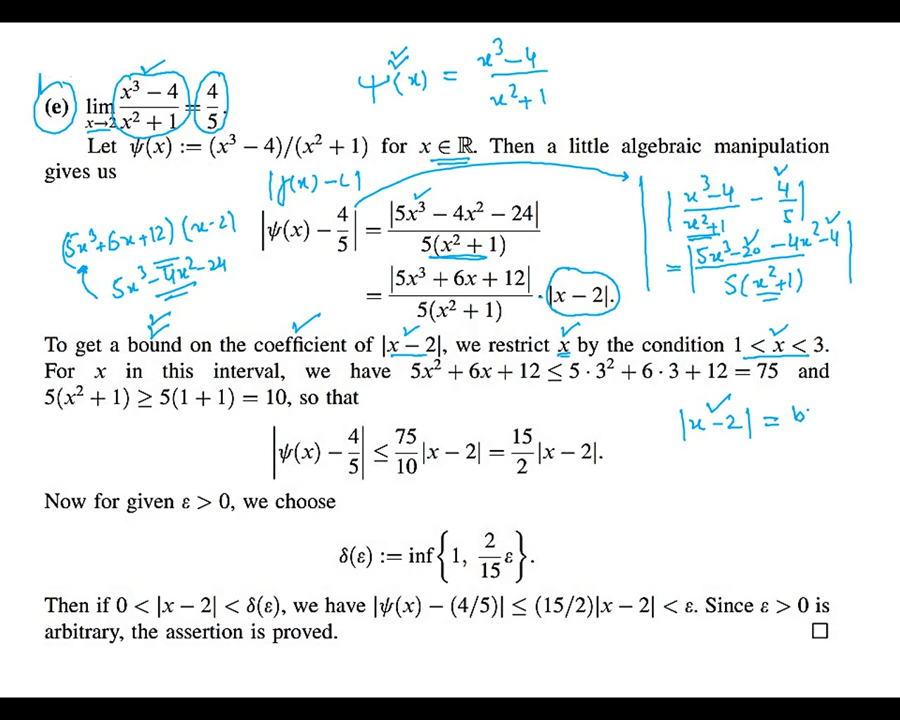 ψ(x) = x³−4 / x²+1
(e) lim x→2 (x³ − 4)/(x² + 1) = 4/5.
Let ψ(x) := (x³ − 4)/(x² + 1) for x ∈ ℝ. Then a little algebraic manipulation
gives us
|f(x) − L|
|ψ(x) − 4/5| = |5x³ − 4x² − 24| / 5(x² + 1)
| x³−4 / x²+1 − 4/5 |
(5x³+6x+12)(x−2)
5x³−4x²−24
= |5x³ + 6x + 12| / 5(x² + 1) · |x − 2|.
= | 5x³−20 −4x²−4 / 5(x²+1) |
To get a bound on the coefficient of |x − 2|, we restrict x by the condition 1 < x < 3.
For x in this interval, we have 5x² + 6x + 12 ≤ 5 · 3² + 6 · 3 + 12 = 75 and
5(x² + 1) ≥ 5(1 + 1) = 10, so that
|x−2| = b
|ψ(x) − 4/5| ≤ 75/10 |x − 2| = 15/2 |x − 2|.
Now for given ε > 0, we choose
δ(ε) := inf{1, 2/15 ε}.
Then if 0 < |x − 2| < δ(ε), we have |ψ(x) − (4/5)| ≤ (15/2)|x − 2| < ε. Since ε > 0 is
arbitrary, the assertion is proved. □